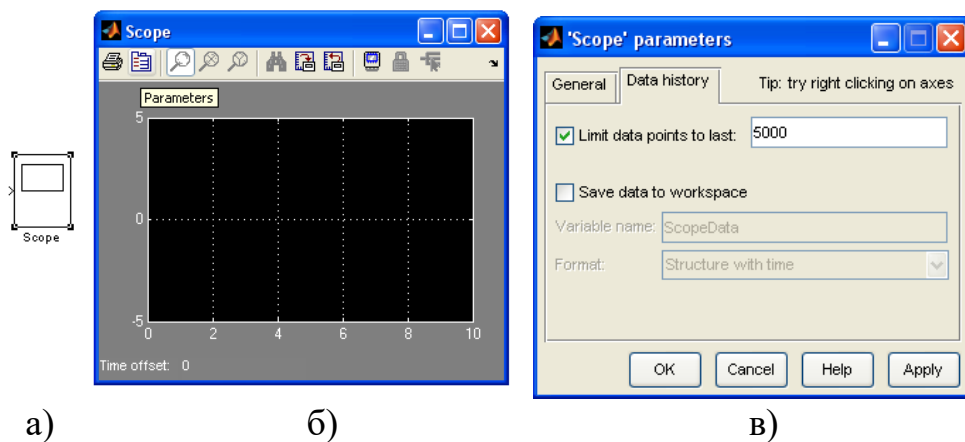 Scope
Scope
Parameters
5
0
-5
0 2 4 6 8 10
Time offset: 0
'Scope' parameters
General Data history Tip: try right clicking on axes
Limit data points to last: 5000
Save data to workspace
Variable name: ScopeData
Format: Structure with time
OK Cancel Help Apply
а) б) в)